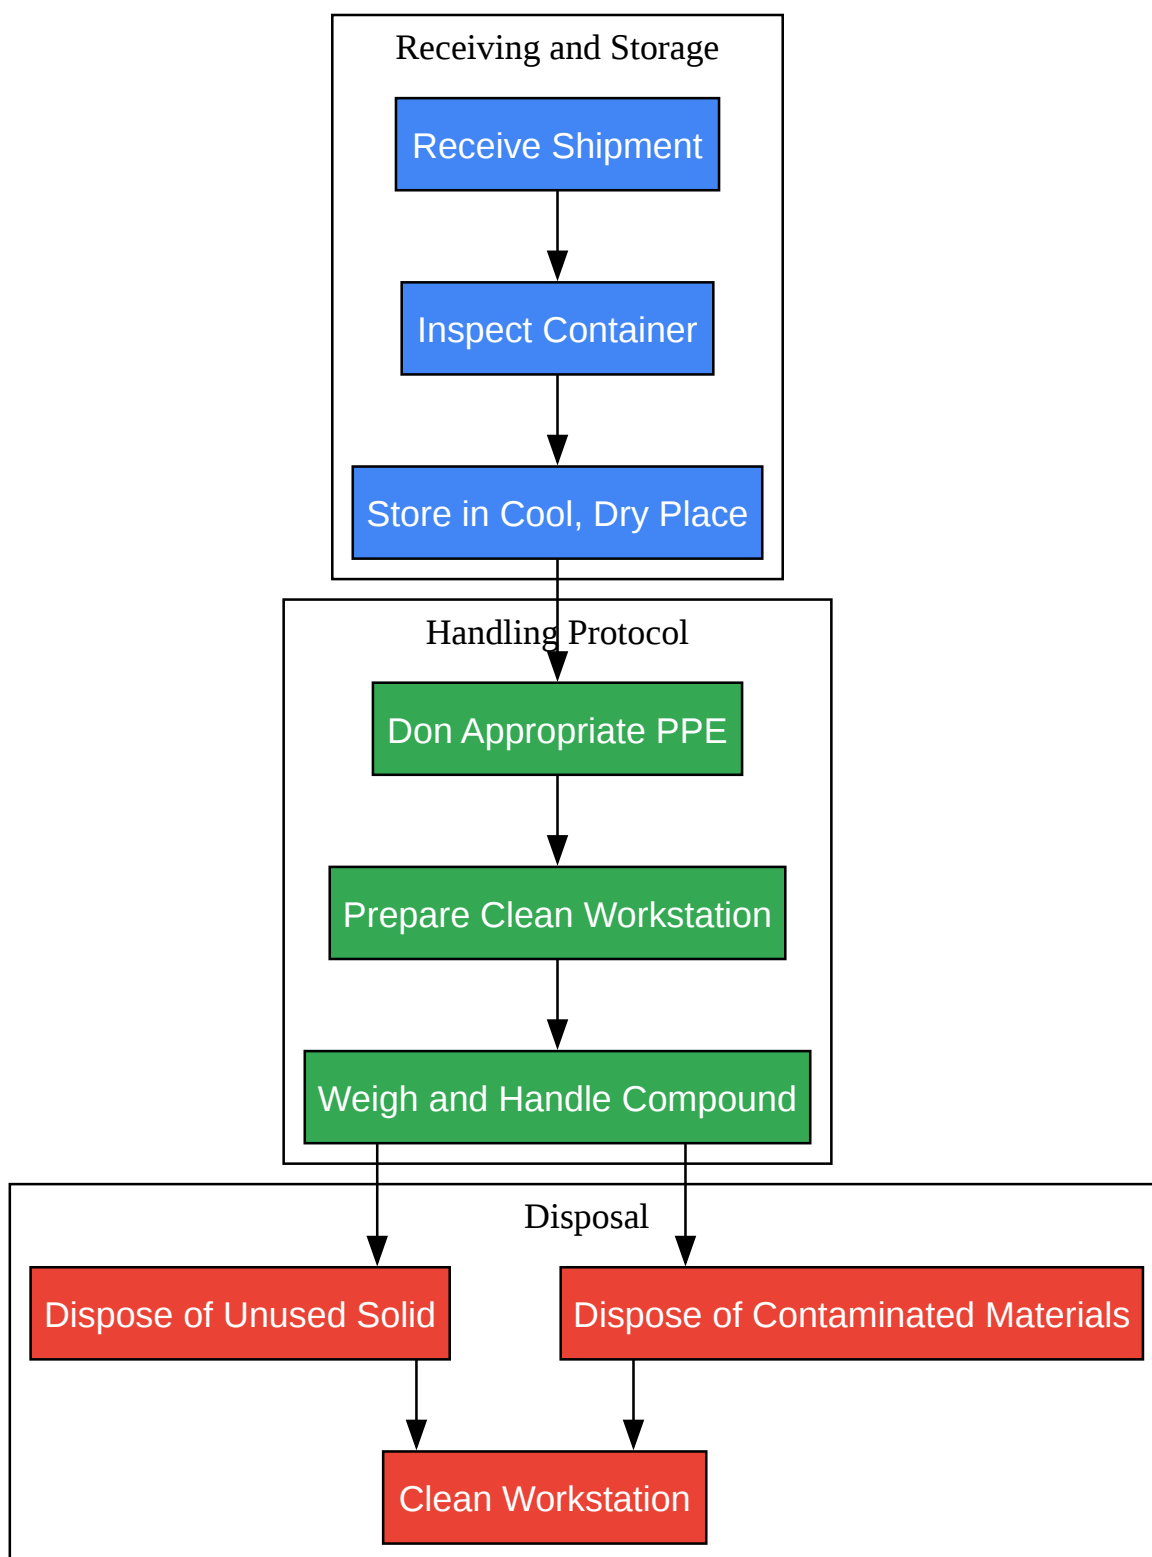 Receiving and Storage
Receive Shipment
Inspect Container
Store in Cool, Dry Place
Handling Protocol
Don Appropriate PPE
Prepare Clean Workstation
Weigh and Handle Compound
Disposal
Dispose of Unused Solid
Dispose of Contaminated Materials
Clean Workstation